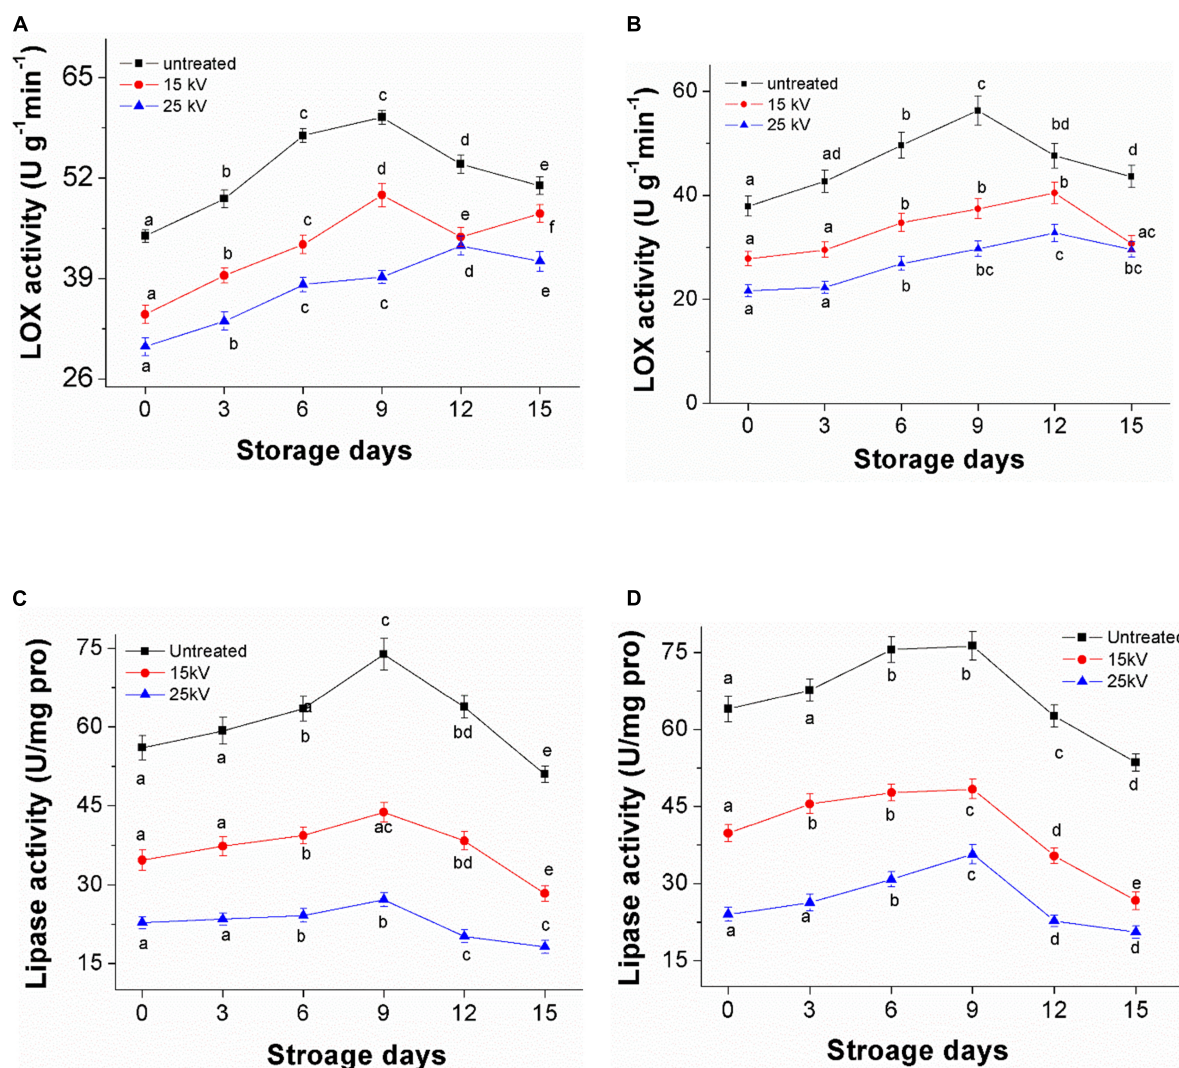 A
LOX activity (U g-1min-1)
65
52
39
26
untreated
15 kV
25 kV
a b c c d e
a b c d e f
a b c c d e
0 3 6 9 12 15
Storage days
B
LOX activity (U g-1min-1)
60
40
20
0
untreated
15 kV
25 kV
a ad b c bd d
a a b b b ac
a a b bc c bc
0 3 6 9 12 15
Storage days
C
Lipase activity (U/mg pro)
75
60
45
30
15
Untreated
15kV
25kV
a a a b c bd e
a a b ac bd e
a a b b c c
0 3 6 9 12 15
Stroage days
D
Lipase activity (U/mg pro)
75
60
45
30
15
Untreated
15kV
25kV
a a b b c d
a b b c d e
a a b c d d
0 3 6 9 12 15
Stroage days